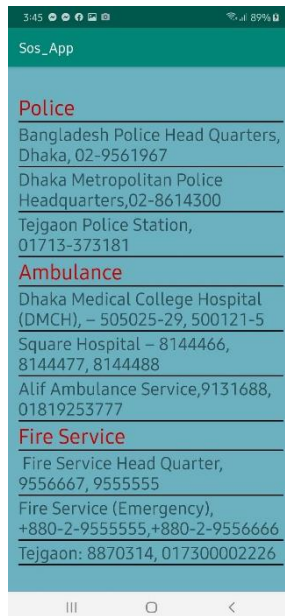 3:45
89%
Sos_App
Police
Bangladesh Police Head Quarters,
Dhaka, 02-9561967
Dhaka Metropolitan Police
Headquarters,02-8614300
Tejgaon Police Station,
01713-373181
Ambulance
Dhaka Medical College Hospital
(DMCH), – 505025-29, 500121-5
Square Hospital – 8144466,
8144477, 8144488
Alif Ambulance Service,9131688,
01819253777
Fire Service
Fire Service Head Quarter,
9556667, 9555555
Fire Service (Emergency),
+880-2-9555555,+880-2-9556666
Tejgaon: 8870314, 017300002226